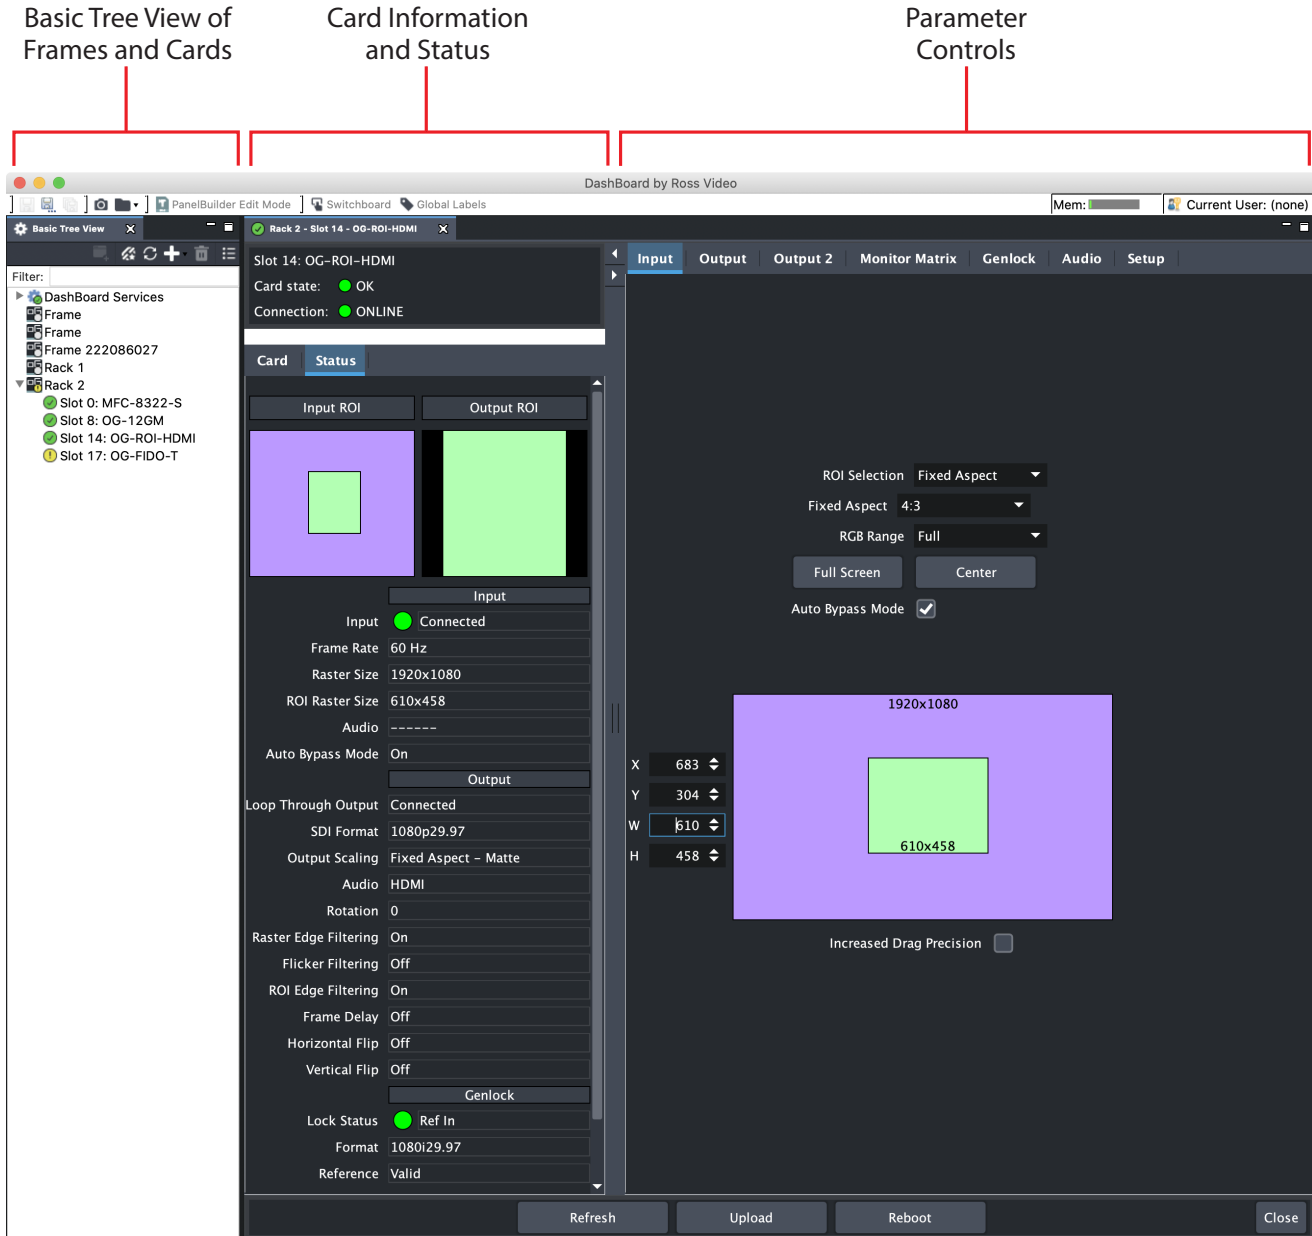 Basic Tree View of
Frames and Cards
Card Information
and Status
Parameter
Controls
DashBoard by Ross Video
PanelBuilder Edit Mode
Switchboard
Global Labels
Mem:
Current User: (none)
Basic Tree View
Filter:
DashBoard Services
Frame
Frame
Frame 222086027
Rack 1
Rack 2
Slot 0: MFC-8322-S
Slot 8: OG-12GM
Slot 14: OG-ROI-HDMI
Slot 17: OG-FIDO-T
Rack 2 - Slot 14 - OG-ROI-HDMI
Slot 14: OG-ROI-HDMI
Card state: OK
Connection: ONLINE
Card Status
Input ROI Output ROI
Input
Input Connected
Frame Rate 60 Hz
Raster Size 1920x1080
ROI Raster Size 610x458
Audio ------
Auto Bypass Mode On
Output
Loop Through Output Connected
SDI Format 1080p29.97
Output Scaling Fixed Aspect - Matte
Audio HDMI
Rotation 0
Raster Edge Filtering On
Flicker Filtering Off
ROI Edge Filtering On
Frame Delay Off
Horizontal Flip Off
Vertical Flip Off
Genlock
Lock Status Ref In
Format 1080i29.97
Reference Valid
Input Output Output 2 Monitor Matrix Genlock Audio Setup
ROI Selection Fixed Aspect
Fixed Aspect 4:3
RGB Range Full
Full Screen Center
Auto Bypass Mode
1920x1080
X 683
Y 304
W 610
H 458
610x458
Increased Drag Precision
Refresh Upload Reboot Close